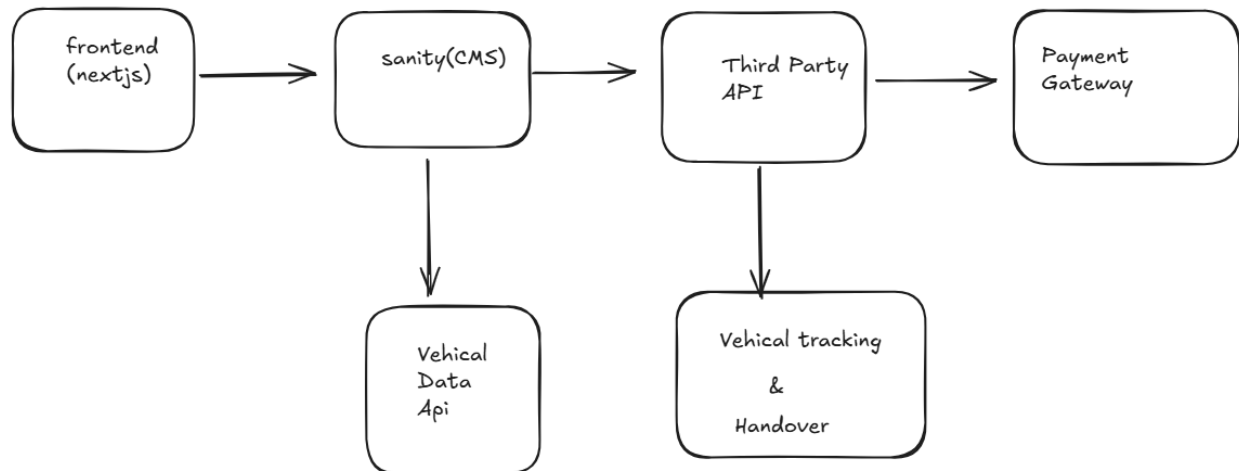 frontend
(nextjs)
sanity(CMS)
Third Party
API
Payment
Gateway
Vehical
Data
Api
Vehical tracking
&
Handover